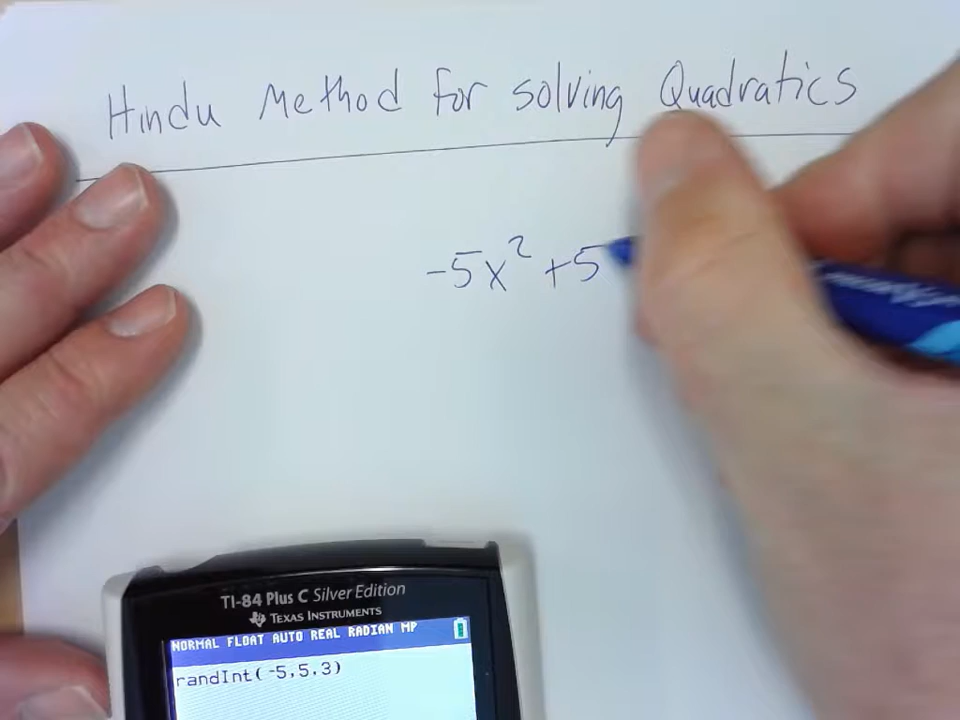 Hindu Method for solving Quadratics
-5x² +5
TI-84 Plus C Silver Edition
TEXAS INSTRUMENTS
NORMAL FLOAT AUTO REAL RADIAN MP
randInt(-5,5,3)